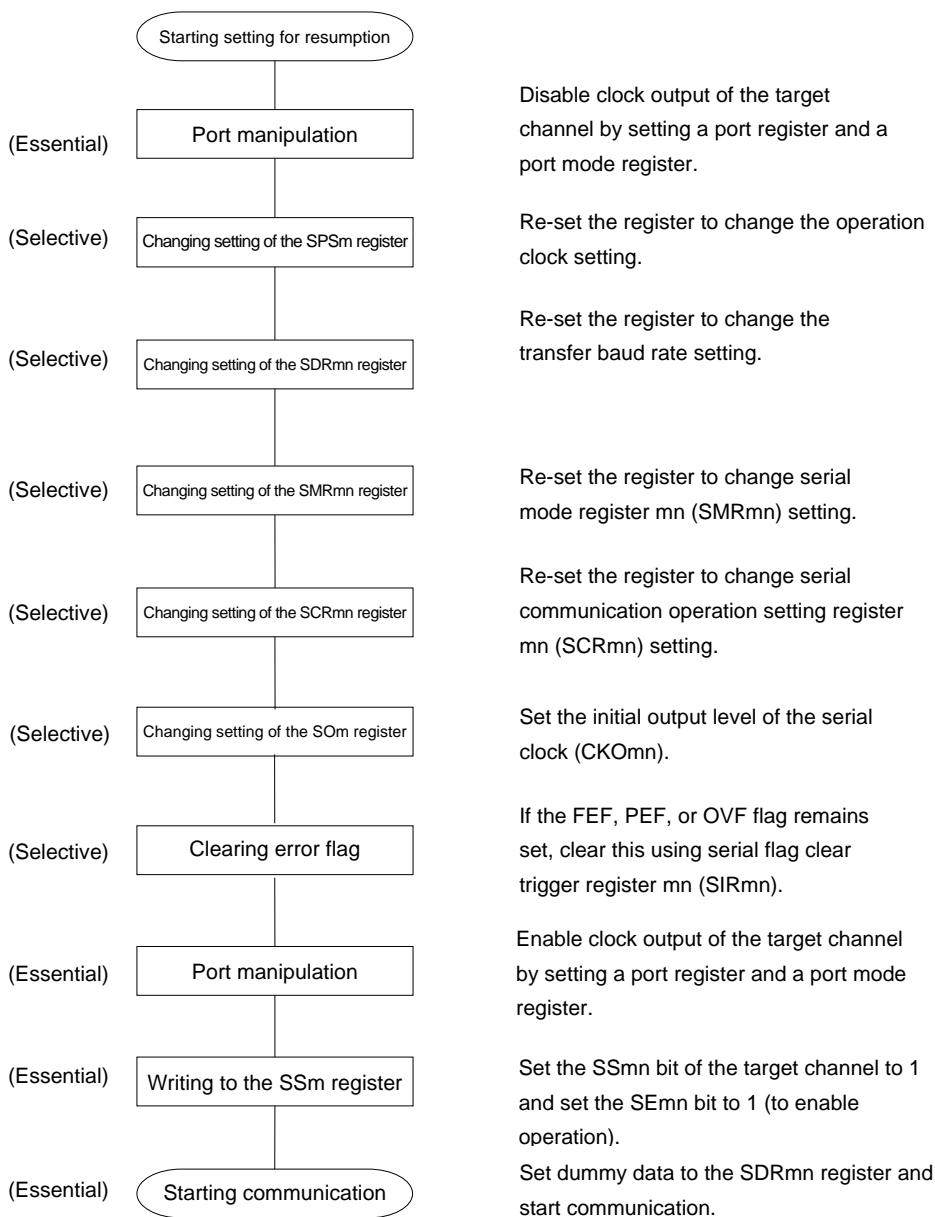 Starting setting for resumption
(Essential)
Port manipulation
Disable clock output of the target
channel by setting a port register and a
port mode register.
(Selective)
Changing setting of the SPSm register
Re-set the register to change the operation
clock setting.
(Selective)
Changing setting of the SDRmn register
Re-set the register to change the
transfer baud rate setting.
(Selective)
Changing setting of the SMRmn register
Re-set the register to change serial
mode register mn (SMRmn) setting.
(Selective)
Changing setting of the SCRmn register
Re-set the register to change serial
communication operation setting register
mn (SCRmn) setting.
(Selective)
Changing setting of the SOm register
Set the initial output level of the serial
clock (CKOmn).
(Selective)
Clearing error flag
If the FEF, PEF, or OVF flag remains
set, clear this using serial flag clear
trigger register mn (SIRmn).
(Essential)
Port manipulation
Enable clock output of the target channel
by setting a port register and a port mode
register.
(Essential)
Writing to the SSm register
Set the SSmn bit of the target channel to 1
and set the SEmn bit to 1 (to enable
operation).
(Essential)
Starting communication
Set dummy data to the SDRmn register and
start communication.